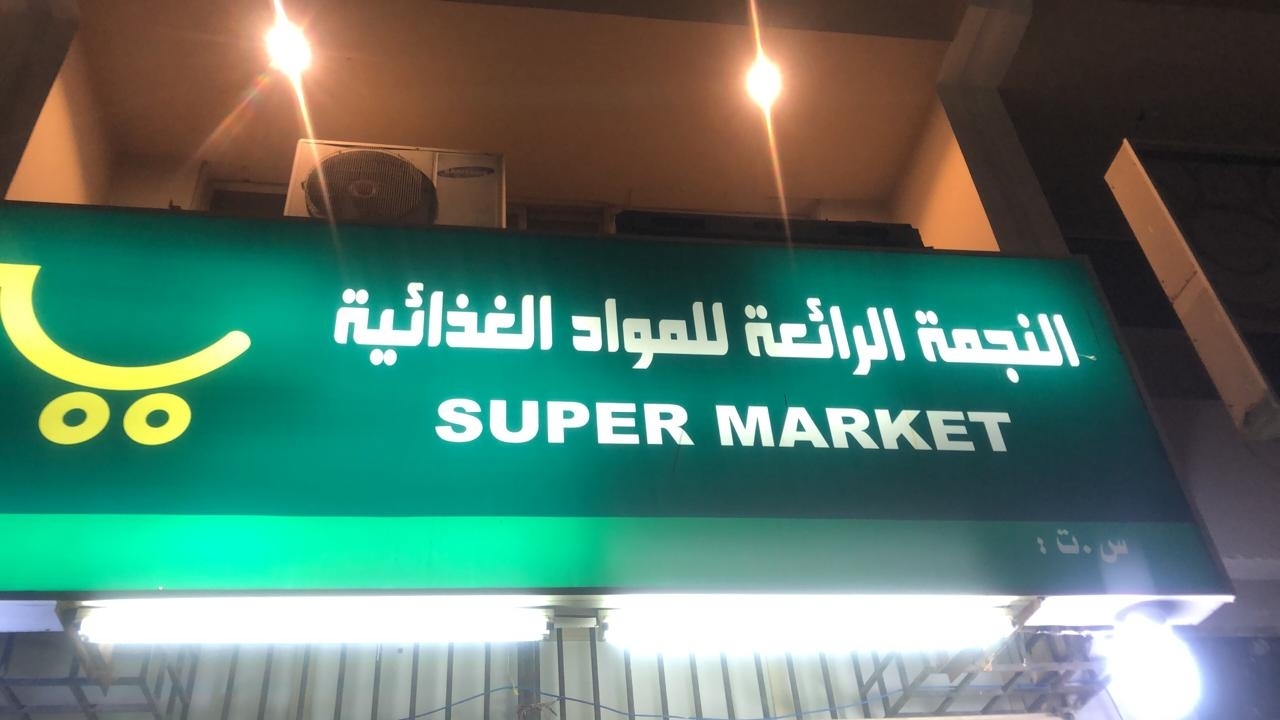 النجمة الرائعة للمواد الغذائية
SUPER MARKET
س.ت :